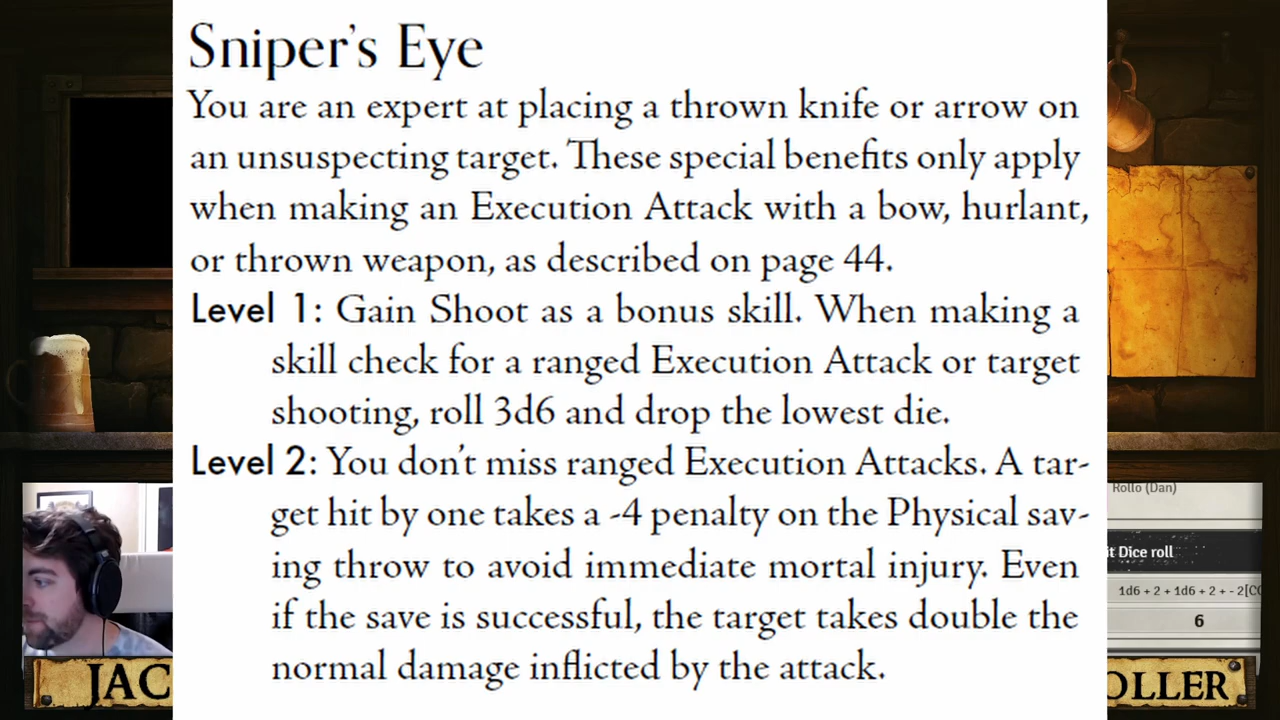 Sniper's Eye
You are an expert at placing a thrown knife or arrow on
an unsuspecting target. These special benefits only apply
when making an Execution Attack with a bow, hurlant,
or thrown weapon, as described on page 44.
Level 1: Gain Shoot as a bonus skill. When making a
skill check for a ranged Execution Attack or target
shooting, roll 3d6 and drop the lowest die.
Level 2: You don't miss ranged Execution Attacks. A tar-
get hit by one takes a -4 penalty on the Physical sav-
ing throw to avoid immediate mortal injury. Even
if the save is successful, the target takes double the
normal damage inflicted by the attack.
Rollo (Dan)
it Dice roll
1d6 + 2 + 1d6 + 2 + - 2[CO
6
JAC
OLLER